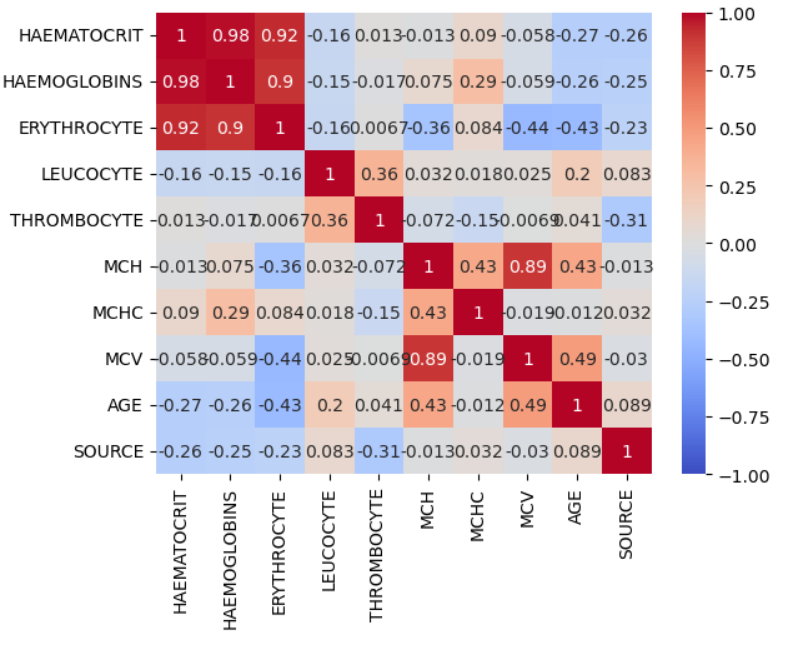 HAEMATOCRIT 1 0.98 0.92 -0.16 0.013 -0.013 0.09 -0.058 -0.27 -0.26
HAEMOGLOBINS 0.98 1 0.9 -0.15 -0.017 0.075 0.29 -0.059 -0.26 -0.25
ERYTHROCYTE 0.92 0.9 1 -0.16 0.0067 -0.36 0.084 -0.44 -0.43 -0.23
LEUCOCYTE -0.16 -0.15 -0.16 1 0.36 0.032 0.018 0.025 0.2 0.083
THROMBOCYTE 0.013 -0.017 0.0067 0.36 1 -0.072 -0.15 -0.0069 0.041 -0.31
MCH -0.013 0.075 -0.36 0.032 -0.072 1 0.43 0.89 0.43 -0.013
MCHC 0.09 0.29 0.084 0.018 -0.15 0.43 1 -0.019 -0.012 0.032
MCV -0.058 -0.059 -0.44 0.025 -0.0069 0.89 -0.019 1 0.49 -0.03
AGE -0.27 -0.26 -0.43 0.2 0.041 0.43 -0.012 0.49 1 0.089
SOURCE -0.26 -0.25 -0.23 0.083 -0.31 -0.013 0.032 -0.03 0.089 1
HAEMATOCRIT
HAEMOGLOBINS
ERYTHROCYTE
LEUCOCYTE
THROMBOCYTE
MCH
MCHC
MCV
AGE
SOURCE
1.00
0.75
0.50
0.25
0.00
−0.25
−0.50
−0.75
−1.00